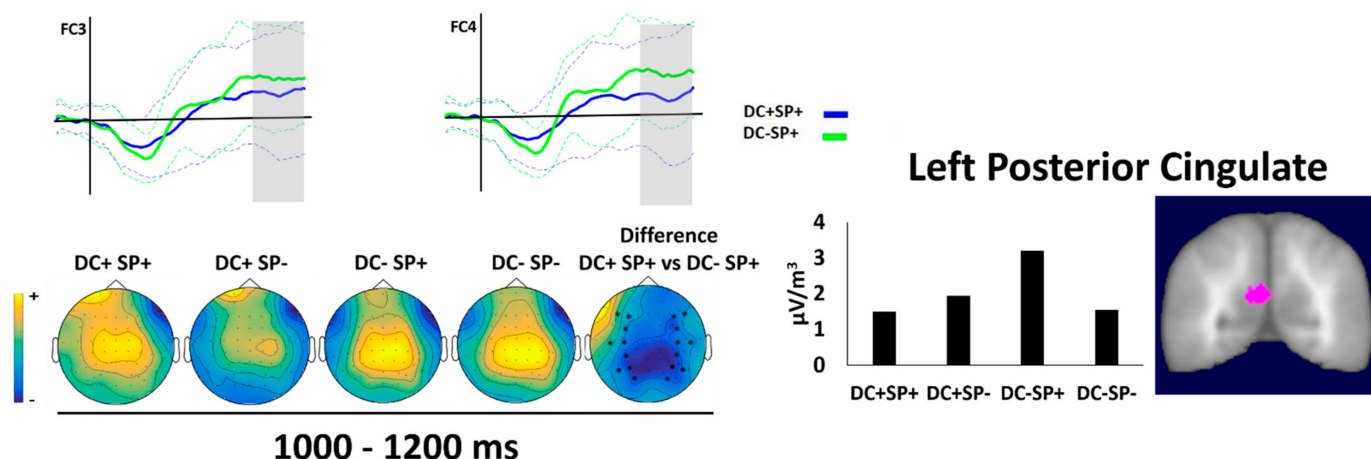 FC3
FC4
DC+SP+
DC-SP+
Left Posterior Cingulate
Difference
DC+ SP+
DC+ SP-
DC- SP+
DC- SP-
DC+ SP+ vs DC- SP+
+
-
1000 - 1200 ms
µV/m³
4
3
2
1
0
DC+SP+
DC+SP-
DC-SP+
DC-SP-